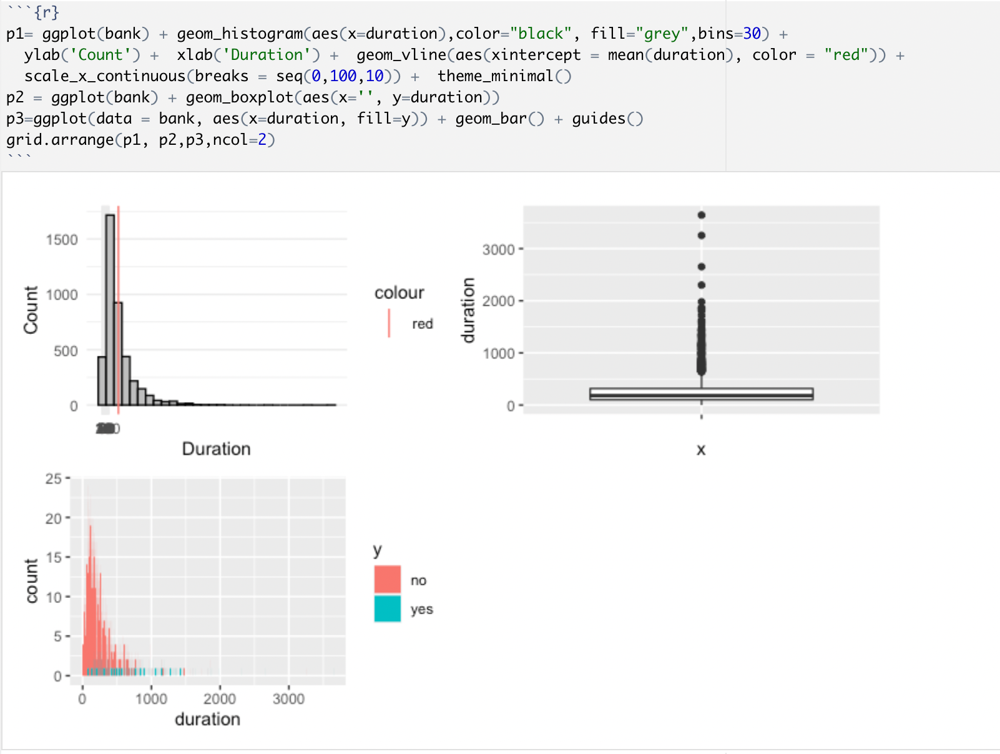 ```{r}
p1= ggplot(bank) + geom_histogram(aes(x=duration),color="black", fill="grey",bins=30) +
  ylab('Count') +  xlab('Duration') +  geom_vline(aes(xintercept = mean(duration), color = "red")) +
  scale_x_continuous(breaks = seq(0,100,10)) +  theme_minimal()
p2 = ggplot(bank) + geom_boxplot(aes(x='', y=duration))
p3=ggplot(data = bank, aes(x=duration, fill=y)) + geom_bar() + guides()
grid.arrange(p1, p2,p3,ncol=2)
```
1500
1000
500
0
Count
Duration
colour
red
3000
2000
1000
0
duration
x
25
20
15
10
5
0
count
0 1000 2000 3000
duration
y
no
yes